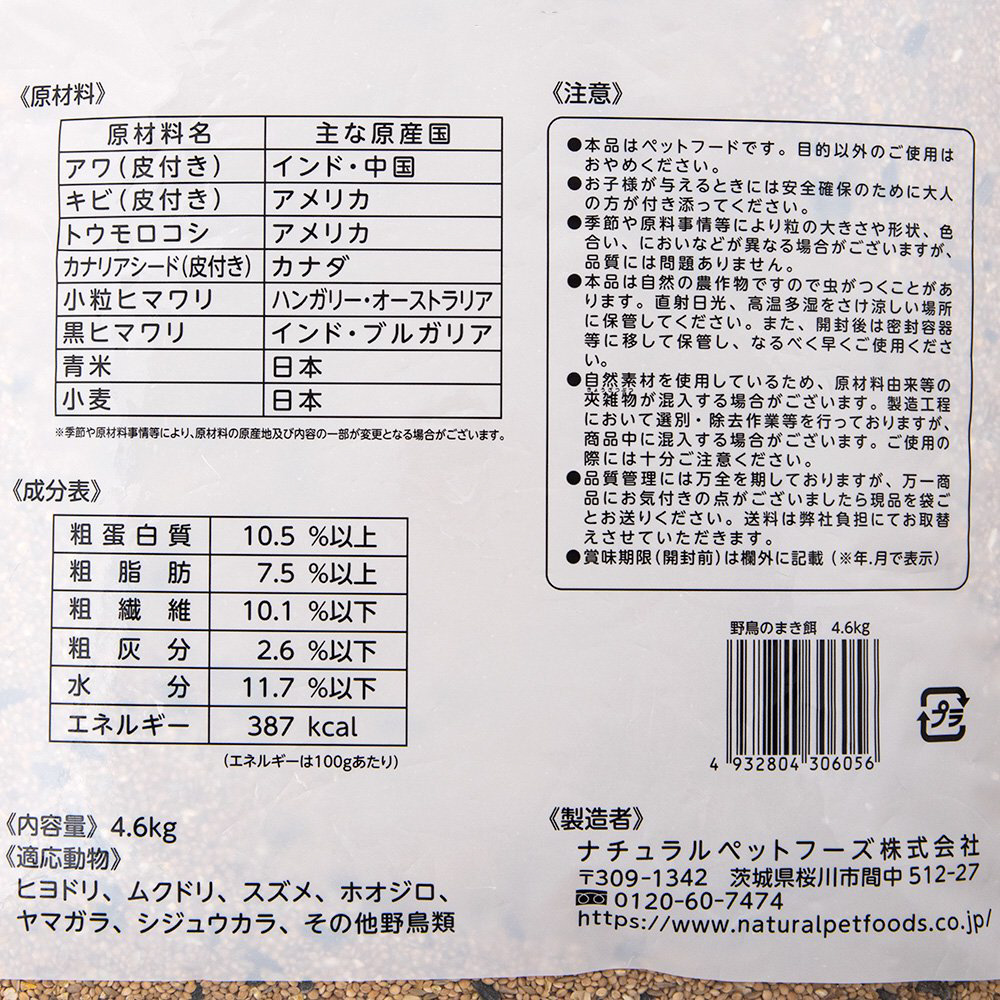 《原材料》
原材料名 主な原産国
アワ(皮付き) インド・中国
キビ(皮付き) アメリカ
トウモロコシ アメリカ
カナリアシード(皮付き) カナダ
小粒ヒマワリ ハンガリー・オーストラリア
黒ヒマワリ インド・ブルガリア
青米 日本
小麦 日本
※季節や原材料事情等により、原材料の原産地及び内容の一部が変更となる場合がございます。
《成分表》
粗蛋白質 10.5 %以上
粗脂肪 7.5 %以上
粗繊維 10.1 %以下
粗灰分 2.6 %以下
水分 11.7 %以下
エネルギー 387 kcal
(エネルギーは100gあたり)
《内容量》 4.6kg
《適応動物》
ヒヨドリ、ムクドリ、スズメ、ホオジロ、
ヤマガラ、シジュウカラ、その他野鳥類
《注意》
●本品はペットフードです。目的以外のご使用は
おやめください。
●お子様が与えるときには安全確保のために大人
の方が付き添ってください。
●季節や原料事情等により粒の大きさや形状、色
合い、においなどが異なる場合がございますが、
品質には問題ありません。
●本品は自然の農作物ですので虫がつくことがあ
ります。直射日光、高温多湿をさけ涼しい場所
に保管してください。また、開封後は密封容器
等に移して保管し、なるべく早くご使用くださ
い。
●自然素材を使用しているため、原材料由来等の
きょうざつぶつ
夾雑物が混入する場合がございます。製造工程
において選別・除去作業等を行っておりますが、
商品中に混入する場合がございます。ご使用の
際には十分ご注意ください。
●品質管理には万全を期しておりますが、万一商
品にお気付きの点がございましたら現品を袋ご
とお送りください。送料は弊社負担にてお取替
えさせていただきます。
●賞味期限(開封前)は欄外に記載(※年.月で表示)
野鳥のまき餌 4.6kg
4 932804 306056
プラ
《製造者》
ナチュラルペットフーズ株式会社
〒309-1342 茨城県桜川市間中512-27
0120-60-7474
https://www.naturalpetfoods.co.jp/